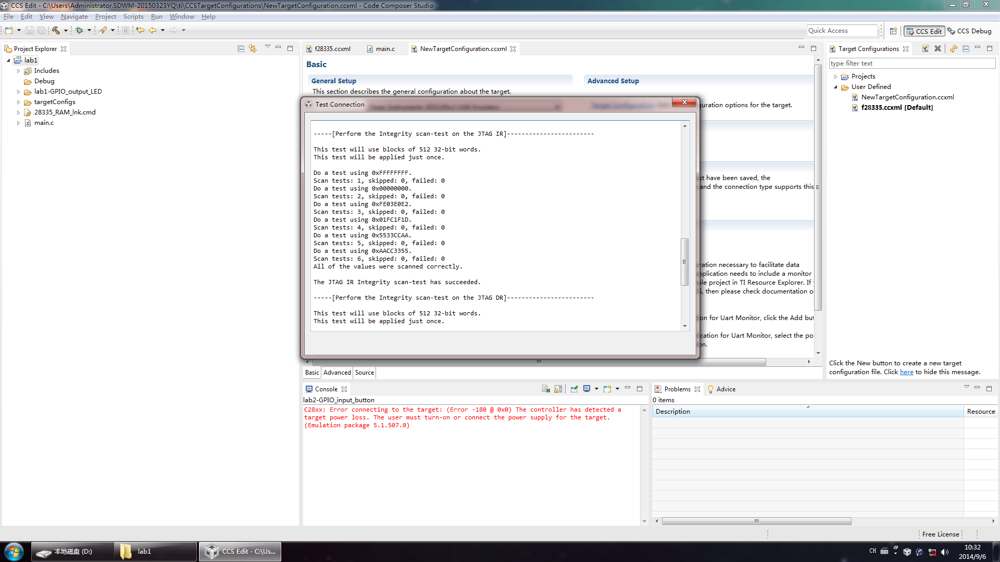 CCS Edit - C:\Users\Administrator.SDWM-20150323YQ\ti\CCSTargetConfigurations\NewTargetConfiguration.ccxml - Code Composer Studio
File Edit View Navigate Project Scripts Run Window Help
Quick Access
CCS Edit
CCS Debug
Project Explorer
lab1
Includes
Debug
lab1-GPIO_output_LED
targetConfigs
28335_RAM_lnk.cmd
main.c
f28335.ccxml
main.c
NewTargetConfiguration.ccxml
Basic
General Setup
This section describes the general configuration about the target.
Advanced Setup
uration options for the target.
st have been saved, the
and the connection type supports this
ration necessary to facilitate data
plication needs to include a monitor
le project in TI Resource Explorer. If
S, then please check documentation o
on for Uart Monitor, click the Add but
cation for Uart Monitor, select the po
on.
Test Connection
-----[Perform the Integrity scan-test on the JTAG IR]------------------------
This test will use blocks of 512 32-bit words.
This test will be applied just once.
Do a test using 0xFFFFFFFF.
Scan tests: 1, skipped: 0, failed: 0
Do a test using 0x00000000.
Scan tests: 2, skipped: 0, failed: 0
Do a test using 0xFE03E0E2.
Scan tests: 3, skipped: 0, failed: 0
Do a test using 0x01FC1F1D.
Scan tests: 4, skipped: 0, failed: 0
Do a test using 0x5533CCAA.
Scan tests: 5, skipped: 0, failed: 0
Do a test using 0xAACC3355.
Scan tests: 6, skipped: 0, failed: 0
All of the values were scanned correctly.
The JTAG IR Integrity scan-test has succeeded.
-----[Perform the Integrity scan-test on the JTAG DR]------------------------
This test will use blocks of 512 32-bit words.
This test will be applied just once.
Basic Advanced Source
Target Configurations
type filter text
Projects
User Defined
NewTargetConfiguration.ccxml
f28335.ccxml [Default]
Click the New button to create a new target
configuration file. Click here to hide this message.
Console
lab2-GPIO_input_button
C28xx: Error connecting to the target: (Error -180 @ 0x0) The controller has detected a
target power loss. The user must turn-on or connect the power supply for the target.
(Emulation package 5.1.507.0)
Problems
Advice
0 items
Description
Resource
Free License
本地磁盘 (D:)
lab1
CCS Edit - C:\Us...
CH
10:32
2014/9/6